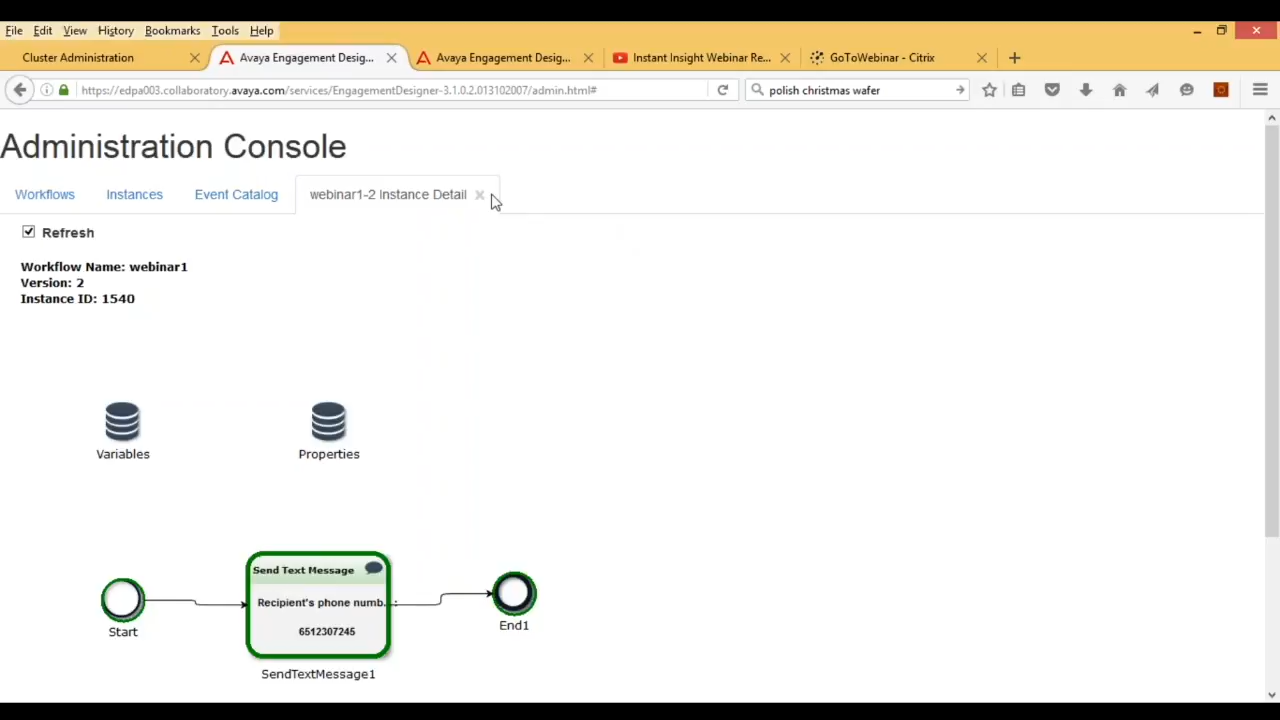 File Edit View History Bookmarks Tools Help
Cluster Administration Avaya Engagement Desig... Avaya Engagement Desig... Instant Insight Webinar Re... GoToWebinar - Citrix
https://edpa003.collaboratory.avaya.com/services/EngagementDesigner-3.1.0.2.013102007/admin.html# polish christmas wafer
Administration Console
Workflows Instances Event Catalog webinar1-2 Instance Detail
Refresh
Workflow Name: webinar1
Version: 2
Instance ID: 1540
Variables Properties
Send Text Message
Recipient's phone numb...:
6512307245
Start End1
SendTextMessage1